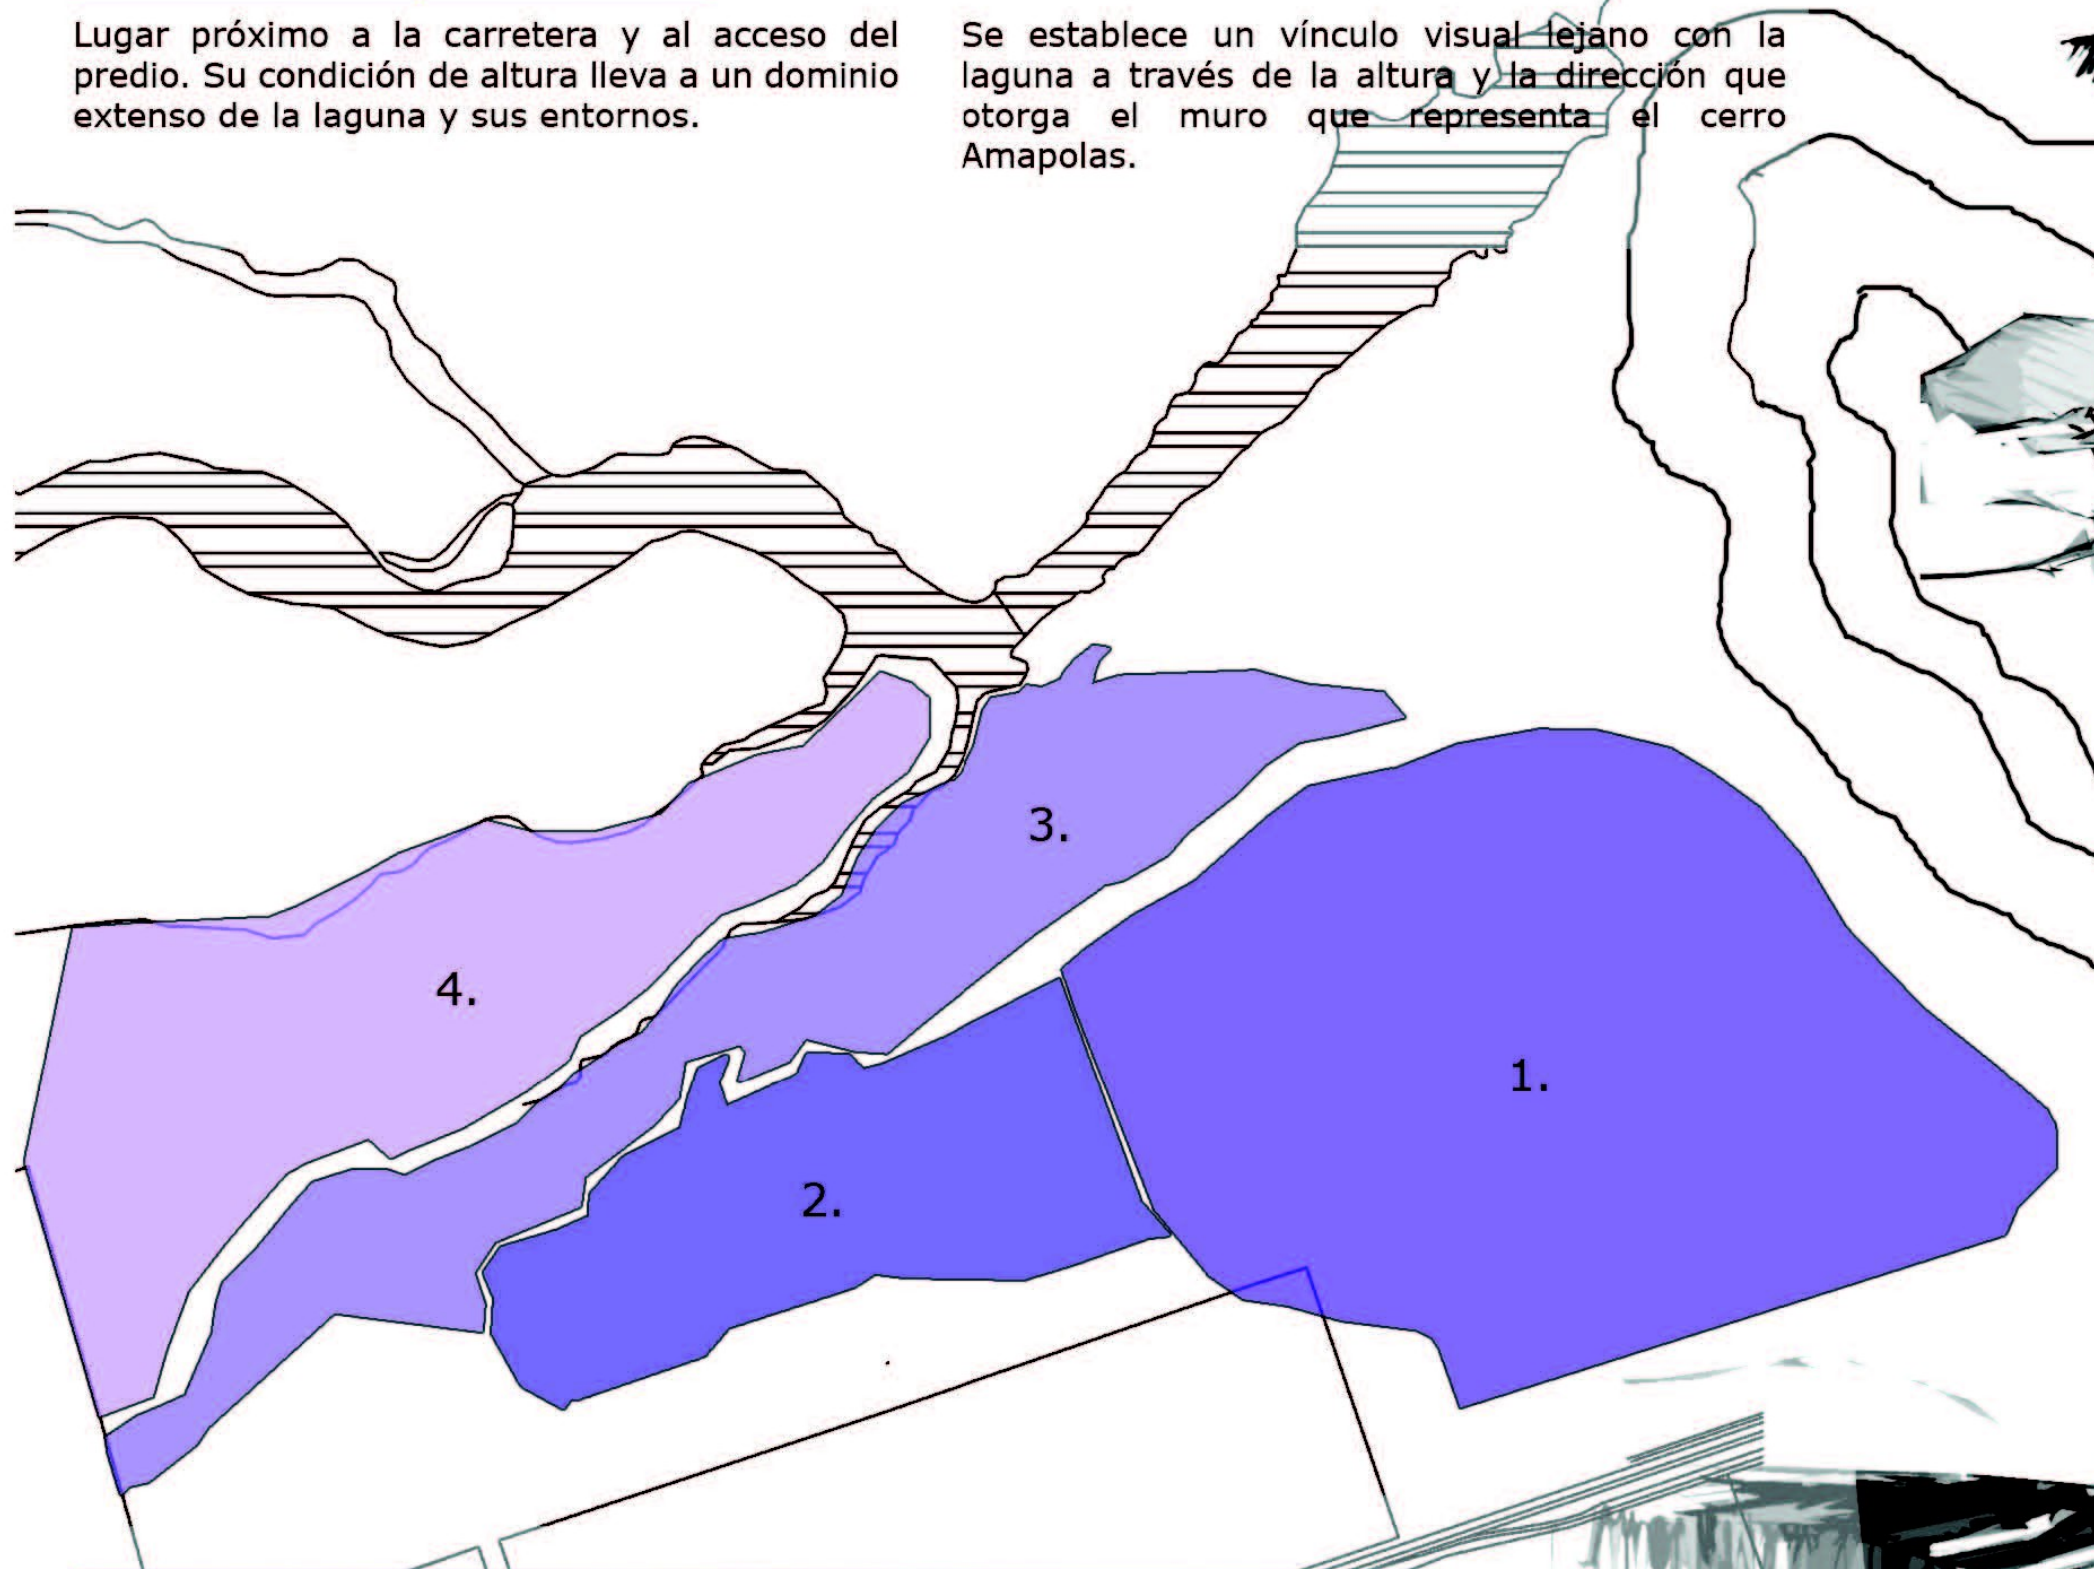 Lugar próximo a la carretera y al acceso del
predio. Su condición de altura lleva a un dominio
extenso de la laguna y sus entornos.
Se establece un vínculo visual lejano con la
laguna a través de la altura y la dirección que
otorga el muro que representa el cerro
Amapolas.
3.
4.
1.
2.